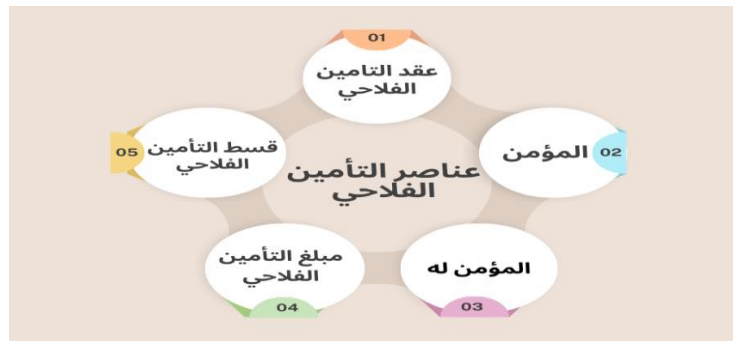 01
عقد التامين
الفلاحي
02
المؤمن
03
المؤمن له
04
مبلغ التأمين
الفلاحي
05
قسط التأمين
الفلاحي
عناصر التأمين
الفلاحي